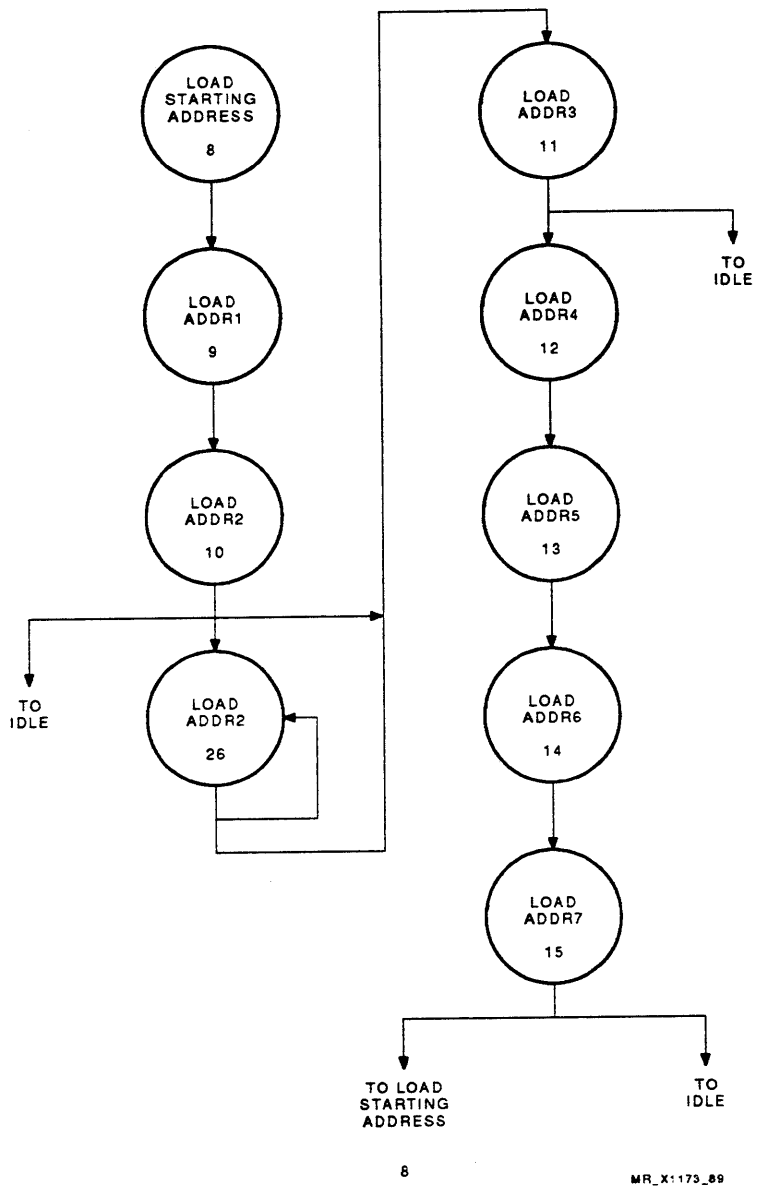 LOAD
STARTING
ADDRESS
8
LOAD
ADDR1
9
LOAD
ADDR2
10
TO
IDLE
LOAD
ADDR2
26
LOAD
ADDR3
11
TO
IDLE
LOAD
ADDR4
12
LOAD
ADDR5
13
LOAD
ADDR6
14
LOAD
ADDR7
15
TO LOAD
STARTING
ADDRESS
TO
IDLE
8
MR_X1173_89